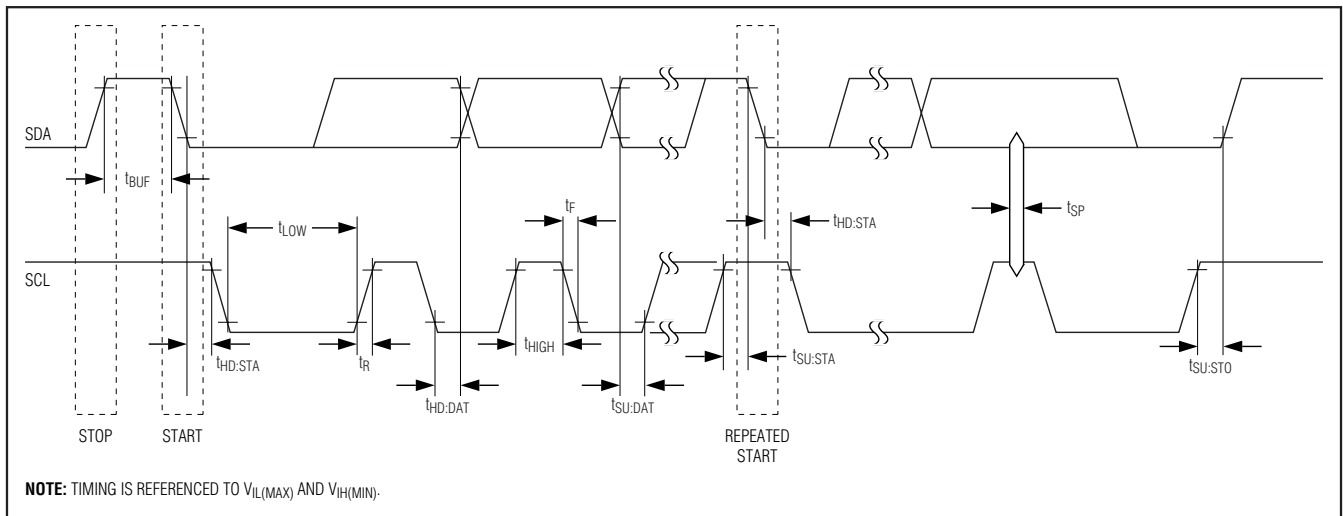 SDA
tBUF
tLOW
tF
tHD:STA
tSP
SCL
tHD:STA
tR
tHIGH
tHD:DAT
tSU:DAT
tSU:STA
tSU:STO
STOP
START
REPEATED
START
NOTE: TIMING IS REFERENCED TO VIL(MAX) AND VIH(MIN).